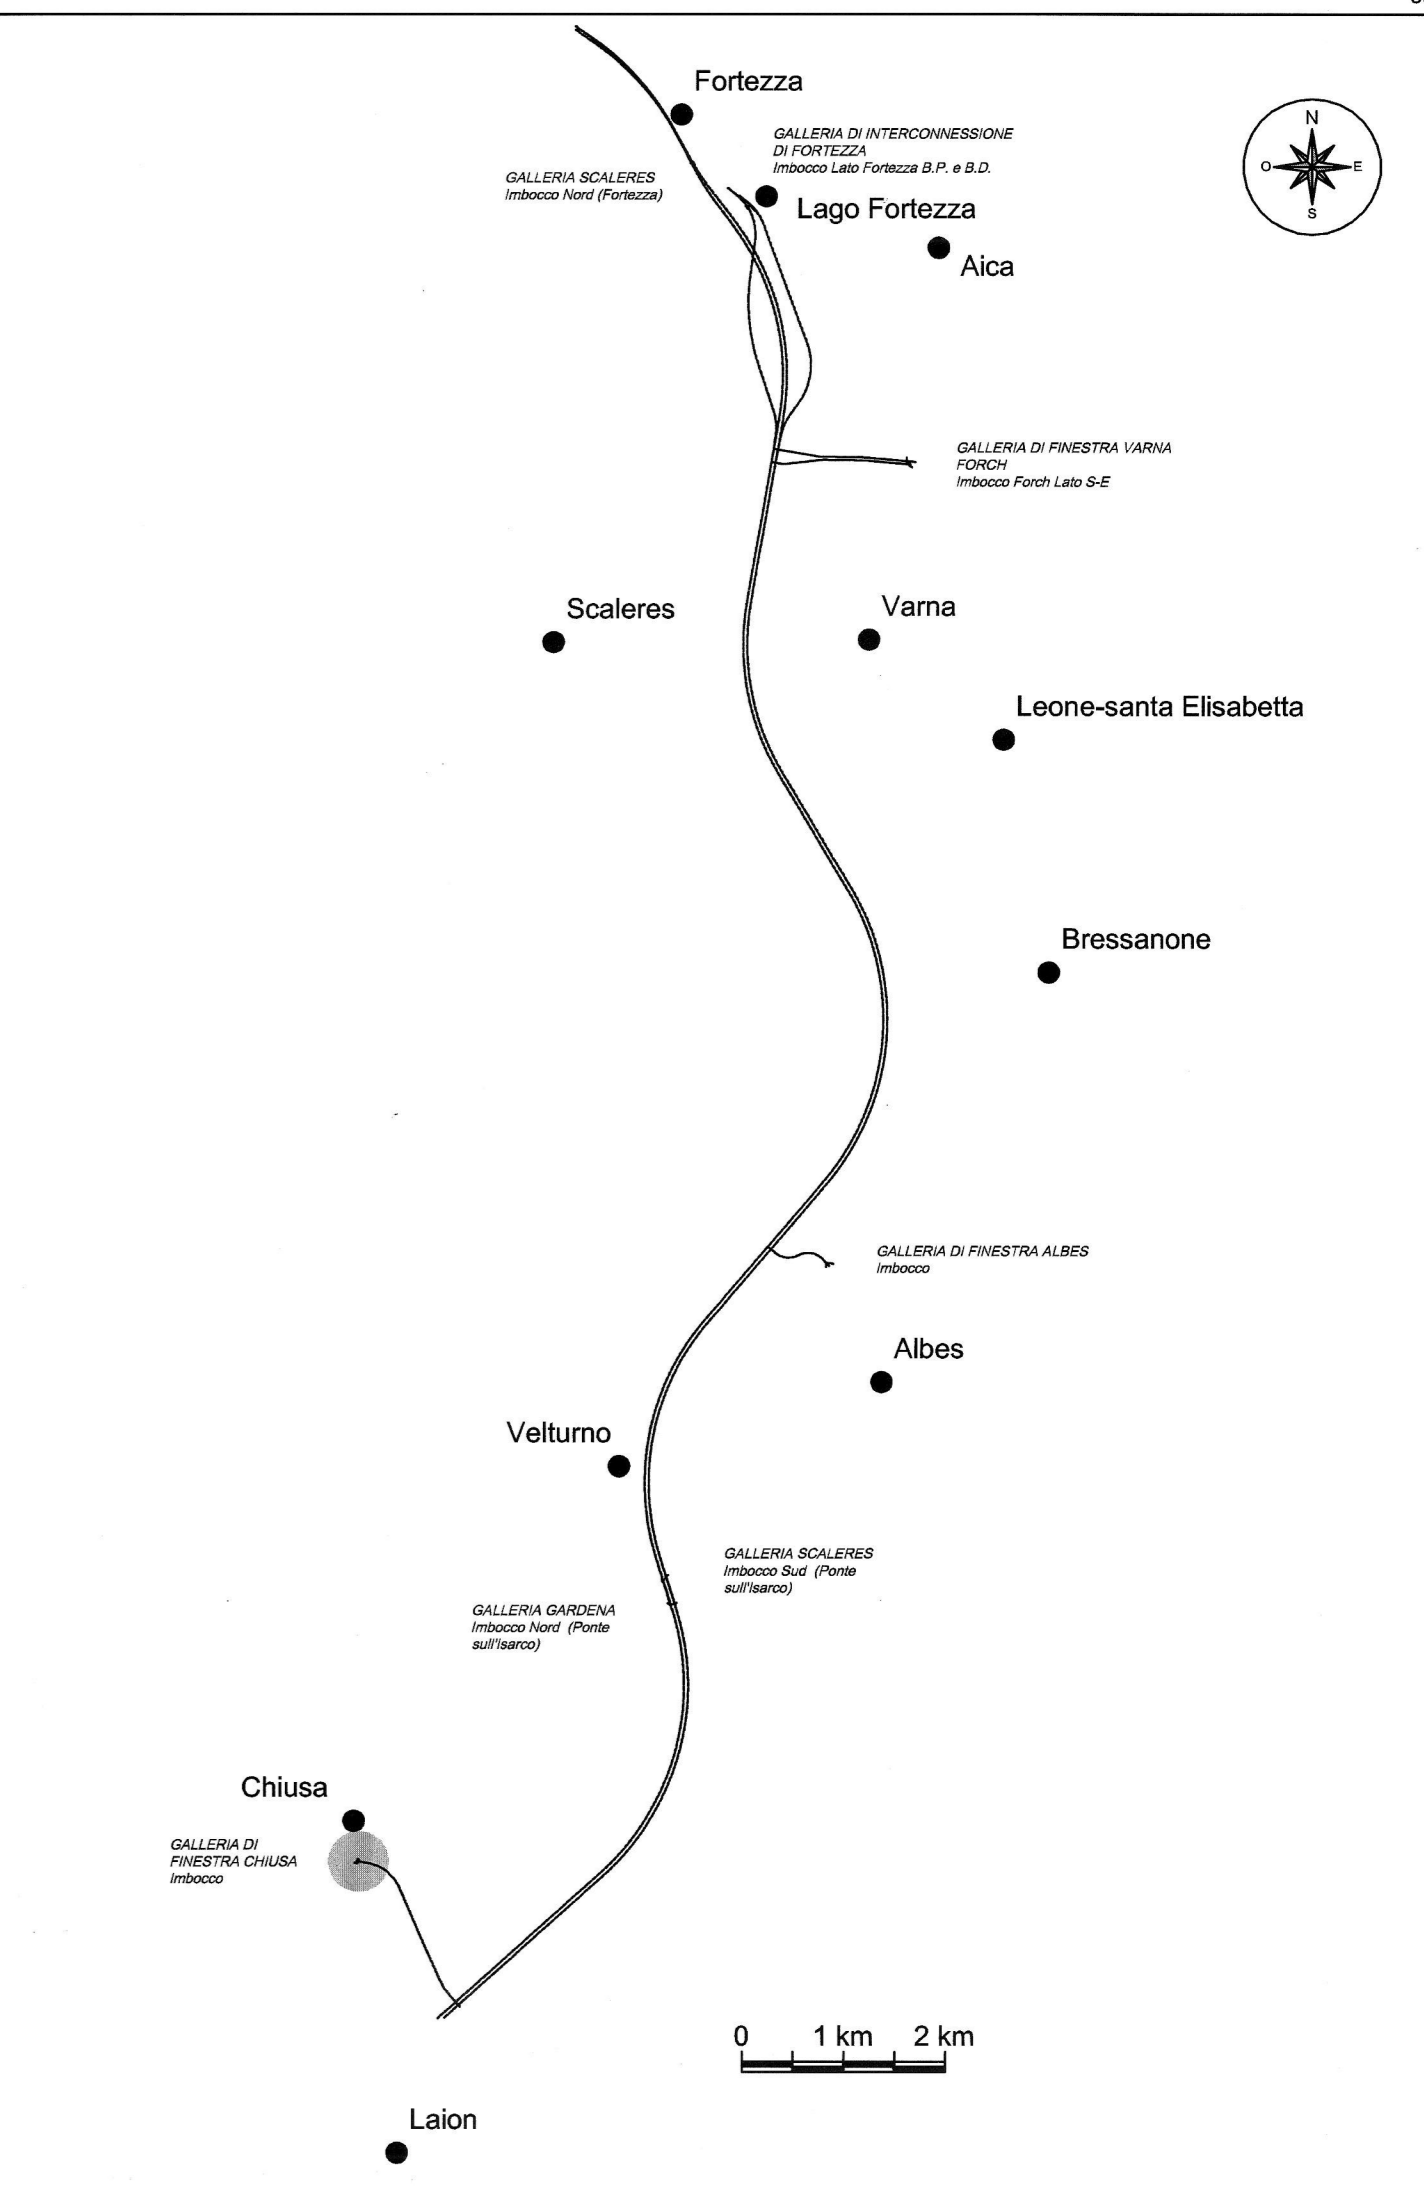 Fortezza
GALLERIA DI INTERCONNESSIONE
DI FORTEZZA
Imbocco Lato Fortezza B.P. e B.D.
N
O
E
S
GALLERIA SCALERES
Imbocco Nord (Fortezza)
Lago Fortezza
Aica
GALLERIA DI FINESTRA VARNA
FORCH
Imbocco Forch Lato S-E
Scaleres
Varna
Leone-santa Elisabetta
Bressanone
GALLERIA DI FINESTRA ALBES
Imbocco
Albes
Velturno
GALLERIA SCALERES
Imbocco Sud (Ponte
sull'Isarco)
GALLERIA GARDENA
Imbocco Nord (Ponte
sull'Isarco)
Chiusa
GALLERIA DI
FINESTRA CHIUSA
Imbocco
0 1 km 2 km
Laion